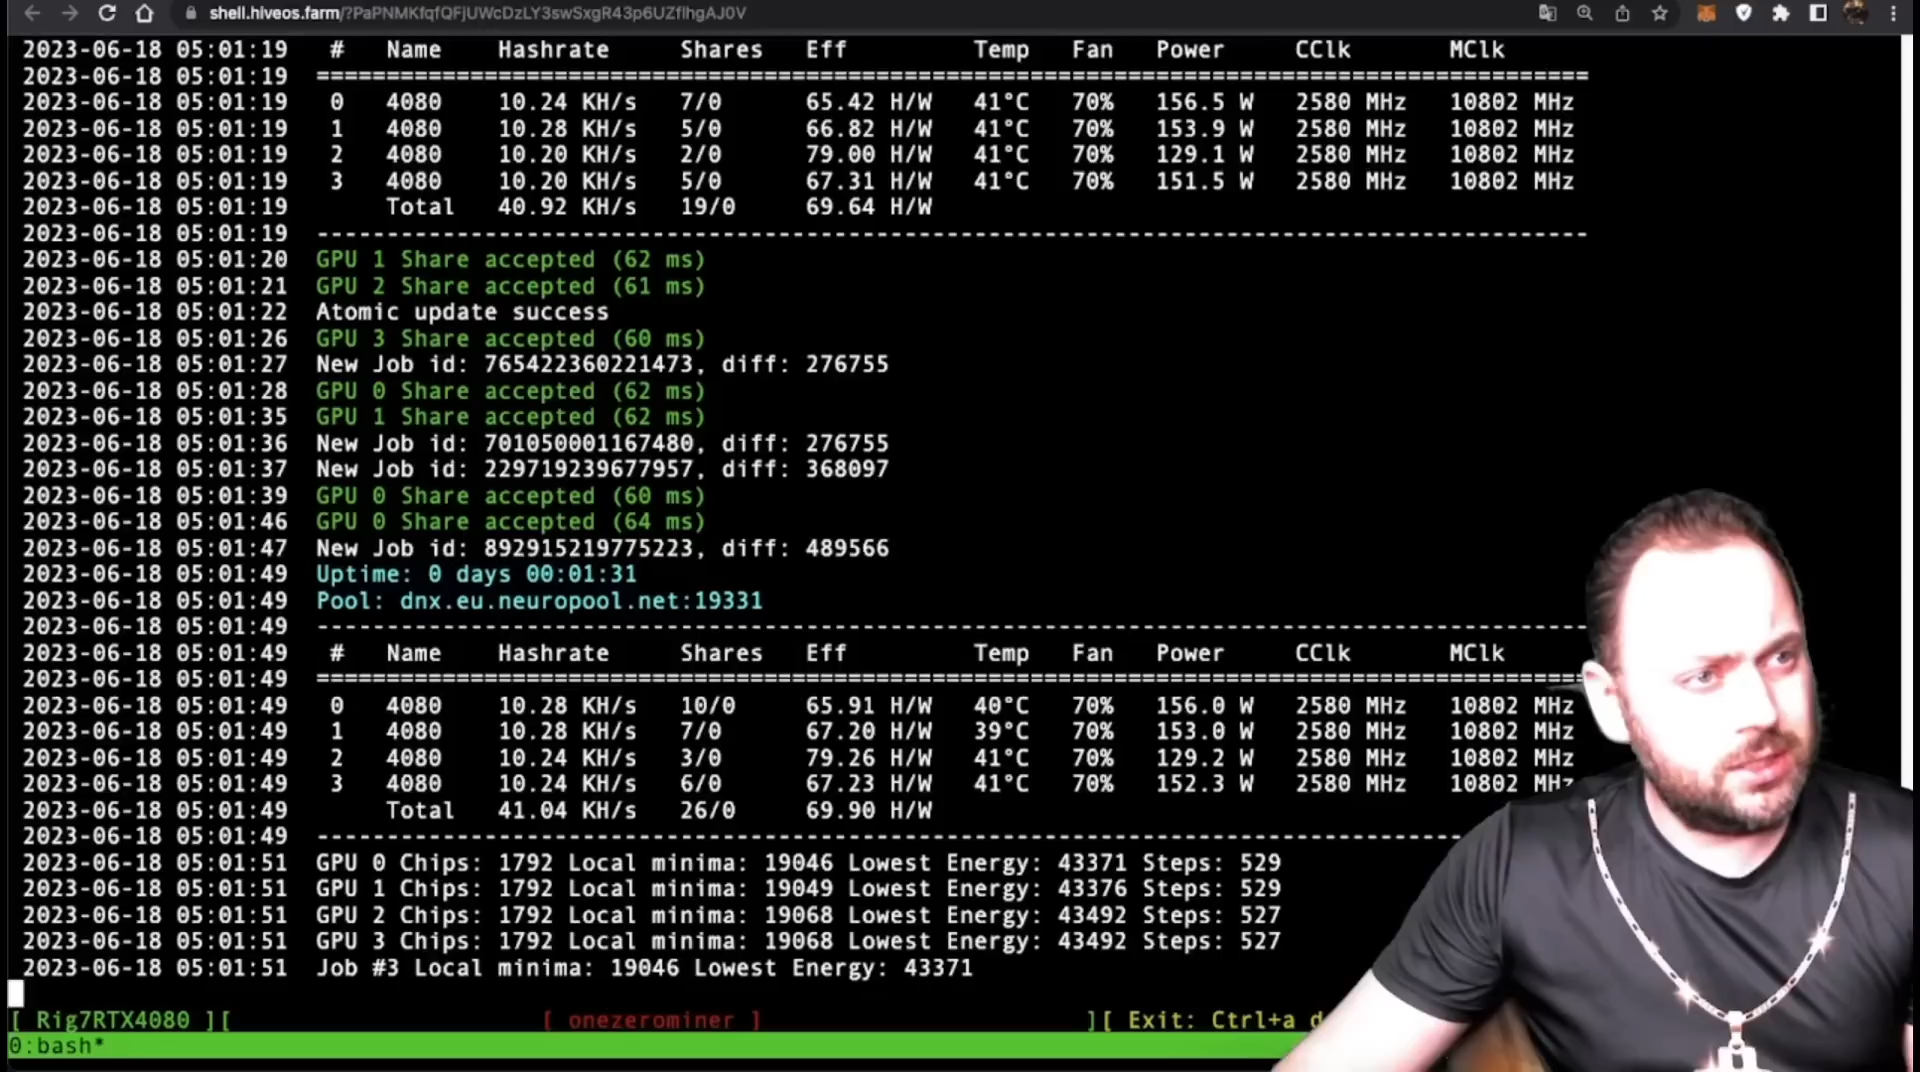 shell.hiveos.farm/?PaPNMKfqfQFjUWcDzLY3swSxgR43p6UZflhgAJ0V
2023-06-18 05:01:19 # Name Hashrate Shares Eff Temp Fan Power CClk MClk
2023-06-18 05:01:19 ==========================================================================================
2023-06-18 05:01:19 0 4080 10.24 KH/s 7/0 65.42 H/W 41°C 70% 156.5 W 2580 MHz 10802 MHz
2023-06-18 05:01:19 1 4080 10.28 KH/s 5/0 66.82 H/W 41°C 70% 153.9 W 2580 MHz 10802 MHz
2023-06-18 05:01:19 2 4080 10.20 KH/s 2/0 79.00 H/W 41°C 70% 129.1 W 2580 MHz 10802 MHz
2023-06-18 05:01:19 3 4080 10.20 KH/s 5/0 67.31 H/W 41°C 70% 151.5 W 2580 MHz 10802 MHz
2023-06-18 05:01:19 Total 40.92 KH/s 19/0 69.64 H/W
2023-06-18 05:01:19 ------------------------------------------------------------------------------------------
2023-06-18 05:01:20 GPU 1 Share accepted (62 ms)
2023-06-18 05:01:21 GPU 2 Share accepted (61 ms)
2023-06-18 05:01:22 Atomic update success
2023-06-18 05:01:26 GPU 3 Share accepted (60 ms)
2023-06-18 05:01:27 New Job id: 765422360221473, diff: 276755
2023-06-18 05:01:28 GPU 0 Share accepted (62 ms)
2023-06-18 05:01:35 GPU 1 Share accepted (62 ms)
2023-06-18 05:01:36 New Job id: 701050001167480, diff: 276755
2023-06-18 05:01:37 New Job id: 229719239677957, diff: 368097
2023-06-18 05:01:39 GPU 0 Share accepted (60 ms)
2023-06-18 05:01:46 GPU 0 Share accepted (64 ms)
2023-06-18 05:01:47 New Job id: 892915219775223, diff: 489566
2023-06-18 05:01:49 Uptime: 0 days 00:01:31
2023-06-18 05:01:49 Pool: dnx.eu.neuropool.net:19331
2023-06-18 05:01:49 ------------------------------------------------------------------------------------------
2023-06-18 05:01:49 # Name Hashrate Shares Eff Temp Fan Power CClk MClk
2023-06-18 05:01:49 ==========================================================================================
2023-06-18 05:01:49 0 4080 10.28 KH/s 10/0 65.91 H/W 40°C 70% 156.0 W 2580 MHz 10802 MHz
2023-06-18 05:01:49 1 4080 10.28 KH/s 7/0 67.20 H/W 39°C 70% 153.0 W 2580 MHz 10802 MHz
2023-06-18 05:01:49 2 4080 10.24 KH/s 3/0 79.26 H/W 41°C 70% 129.2 W 2580 MHz 10802 MHz
2023-06-18 05:01:49 3 4080 10.24 KH/s 6/0 67.23 H/W 41°C 70% 152.3 W 2580 MHz 10802 MHz
2023-06-18 05:01:49 Total 41.04 KH/s 26/0 69.90 H/W
2023-06-18 05:01:49 ----------------------------------------------------------------------------------
2023-06-18 05:01:51 GPU 0 Chips: 1792 Local minima: 19046 Lowest Energy: 43371 Steps: 529
2023-06-18 05:01:51 GPU 1 Chips: 1792 Local minima: 19049 Lowest Energy: 43376 Steps: 529
2023-06-18 05:01:51 GPU 2 Chips: 1792 Local minima: 19068 Lowest Energy: 43492 Steps: 527
2023-06-18 05:01:51 GPU 3 Chips: 1792 Local minima: 19068 Lowest Energy: 43492 Steps: 527
2023-06-18 05:01:51 Job #3 Local minima: 19046 Lowest Energy: 43371
[ Rig7RTX4080 ][ [ onezerominer ] ][ Exit: Ctrl+a d
0:bash*